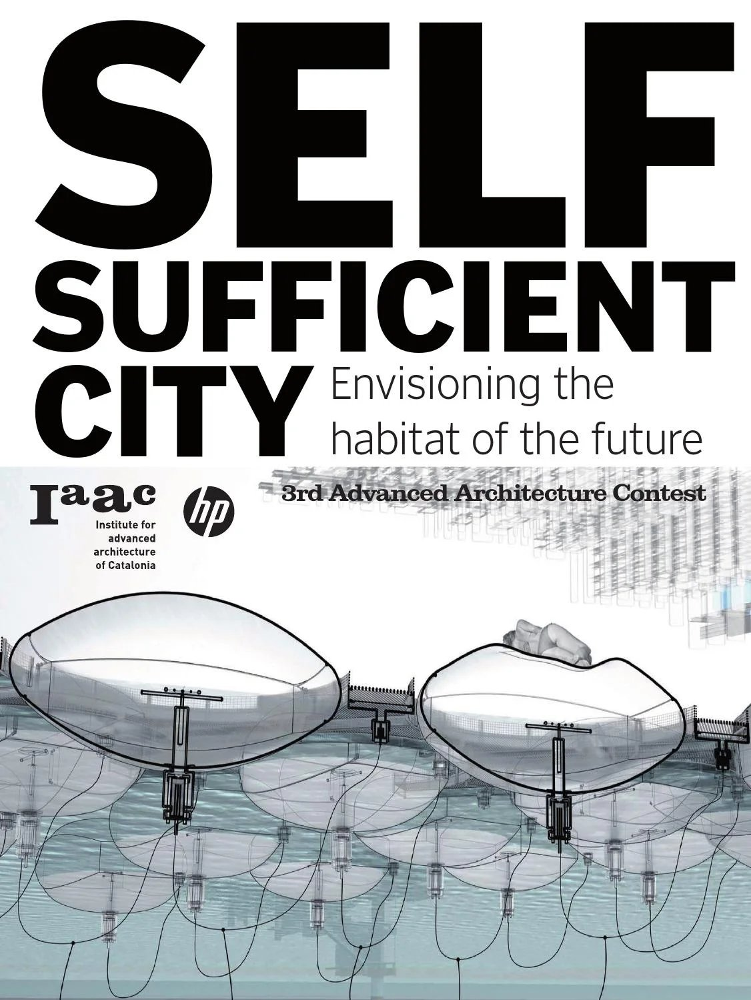 SELF
SUFFICIENT
CITY
Envisioning the
habitat of the future
Iaac
Institute for
advanced
architecture
of Catalonia
hp
3rd Advanced Architecture Contest